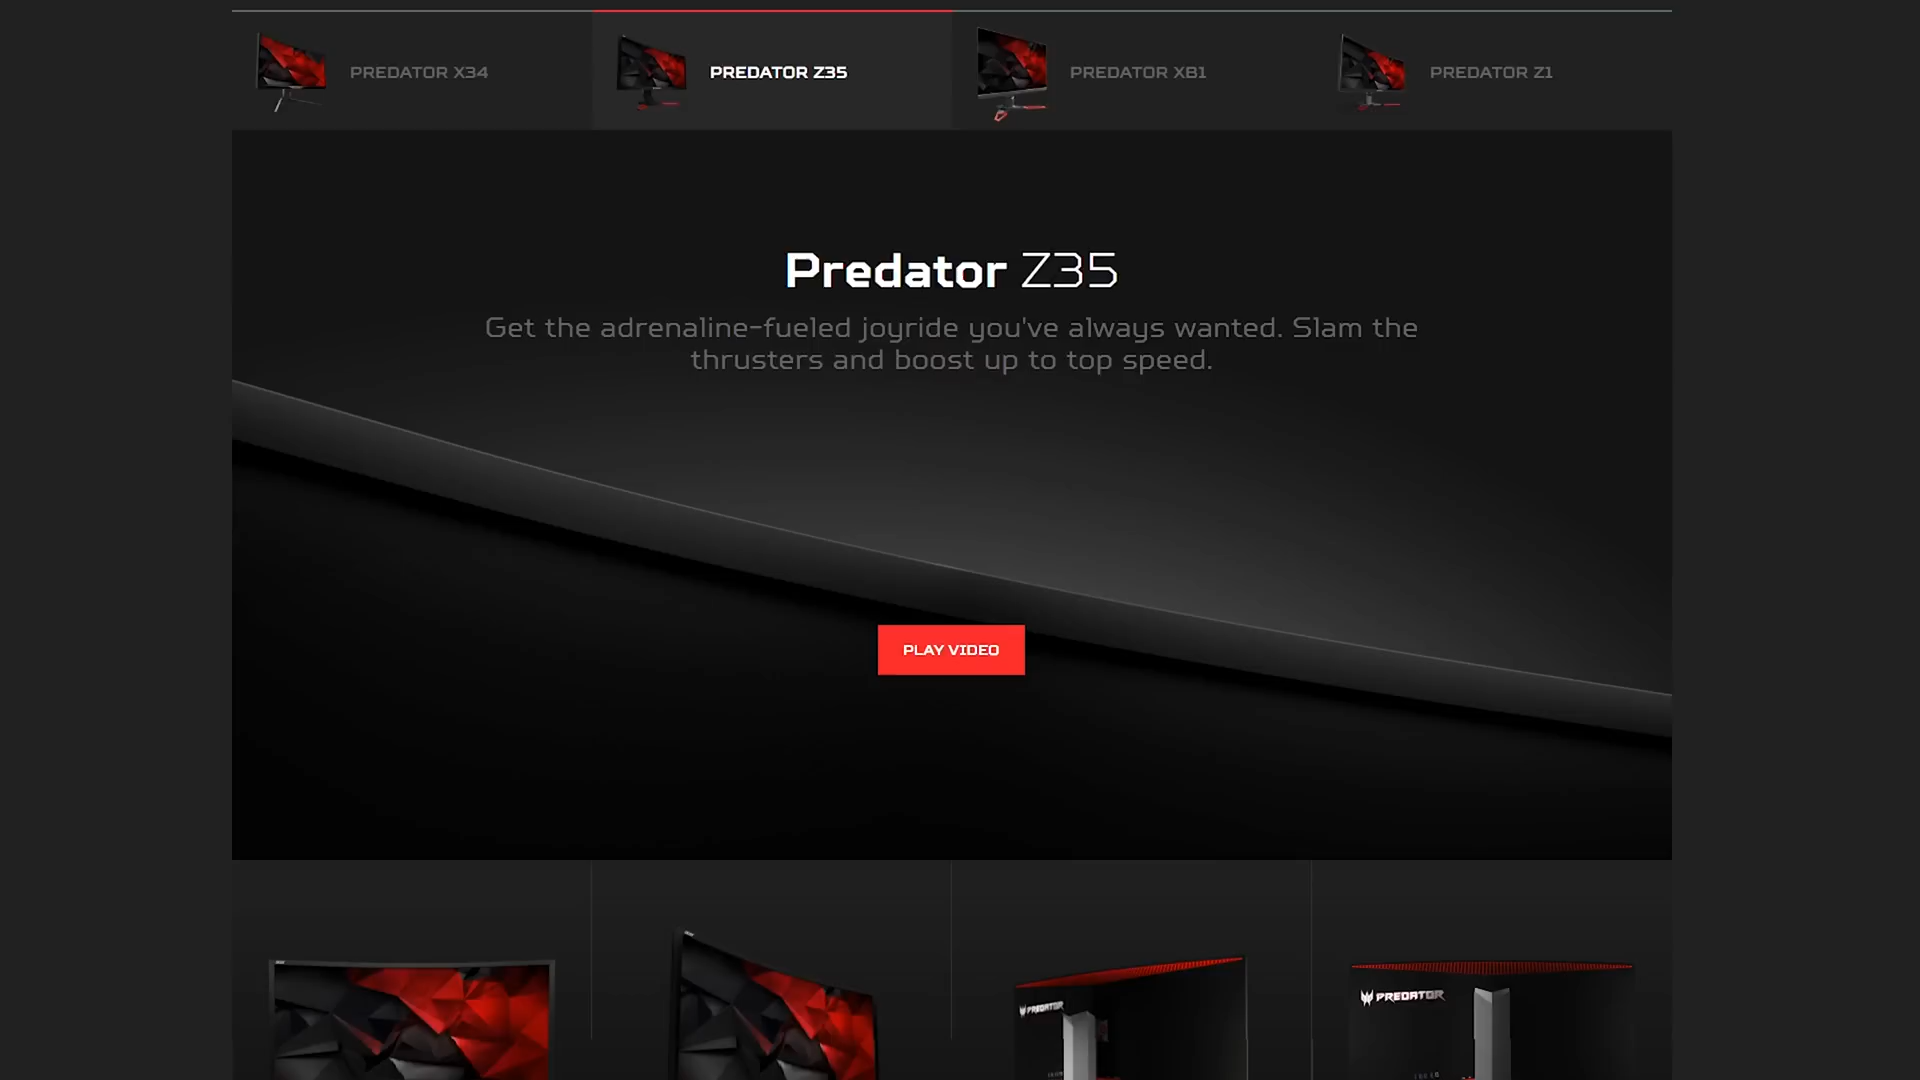 PREDATOR X34
PREDATOR Z35
PREDATOR XB1
PREDATOR Z1
Predator Z35
Get the adrenaline-fueled joyride you've always wanted. Slam the
thrusters and boost up to top speed.
PLAY VIDEO
PREDATOR
PREDATOR